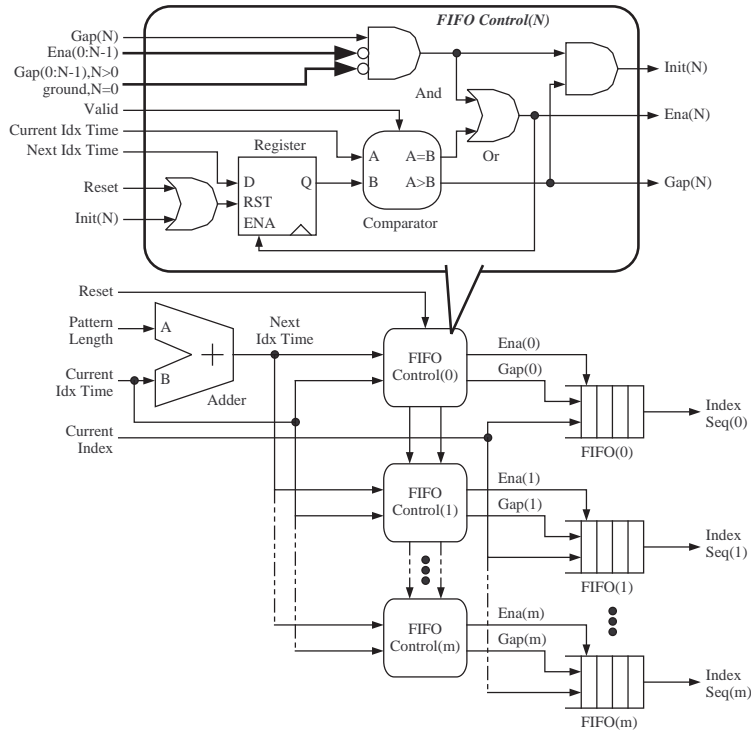 FIFO Control(N)
Gap(N)
Ena(0:N-1)
Gap(0:N-1),N>0
ground,N=0
Valid
Current Idx Time
Next Idx Time
Reset
Init(N)
Register
D
Q
RST
ENA
And
A
A=B
B
A>B
Comparator
Or
Init(N)
Ena(N)
Gap(N)
Reset
Pattern
Length
Current
Idx Time
Current
Index
A
B
+
Adder
Next
Idx Time
FIFO
Control(0)
Ena(0)
Gap(0)
FIFO(0)
Index
Seq(0)
FIFO
Control(1)
Ena(1)
Gap(1)
FIFO(1)
Index
Seq(1)
FIFO
Control(m)
Ena(m)
Gap(m)
FIFO(m)
Index
Seq(m)